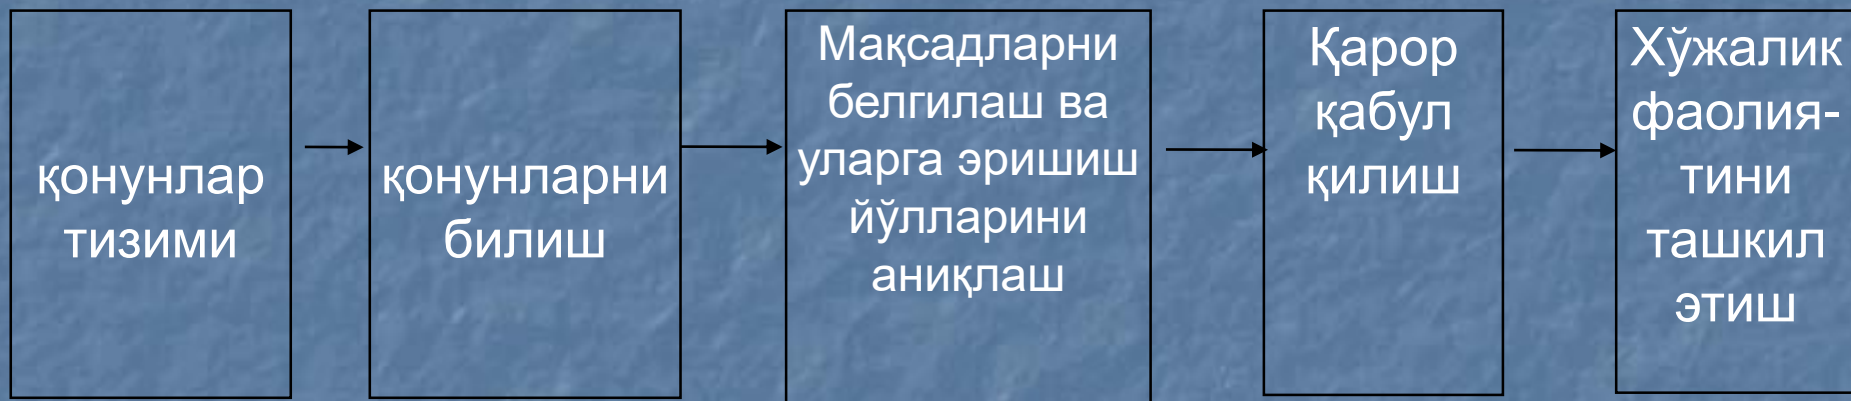 қонунлар
тизими
қонунларни
билиш
Мақсадларни
белгилаш ва
уларга эришиш
йўлларини
аниқлаш
Қарор
қабул
қилиш
Хўжалик
фаолия-
тини
ташкил
этиш